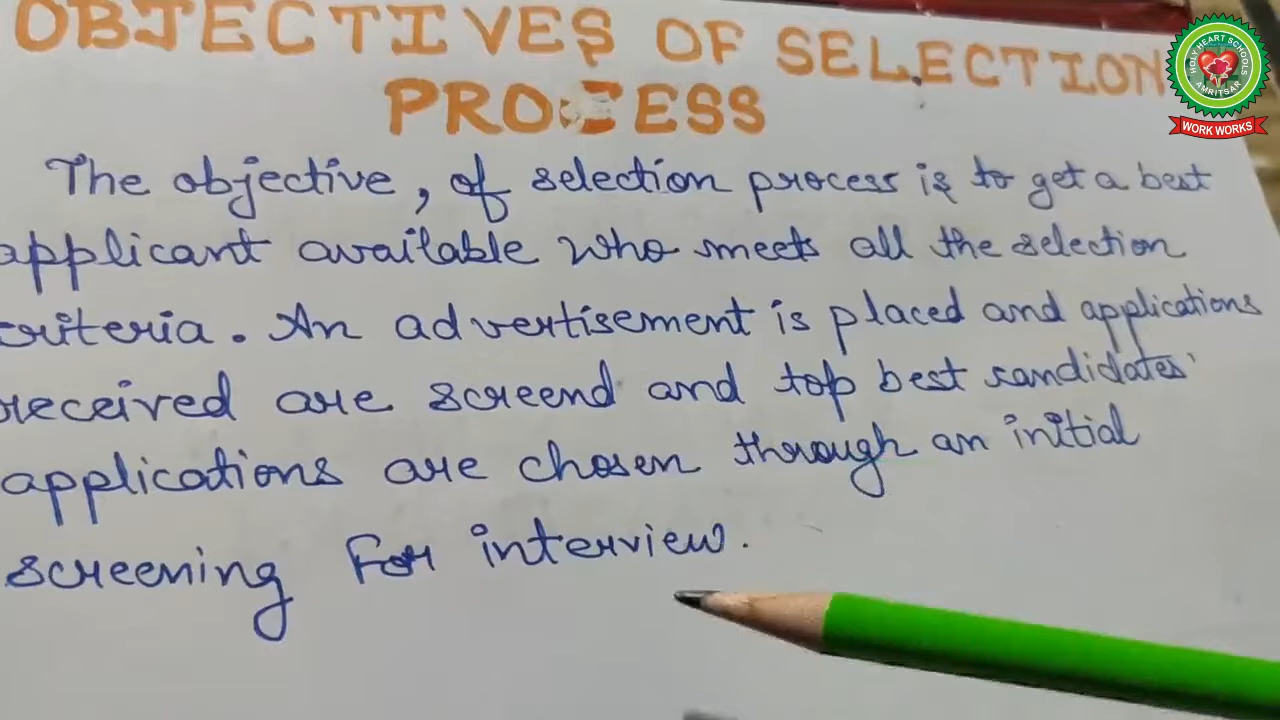 OBJECTIVES OF SELECTION
PROCESS
The objective, of selection process is to get a best
applicant available who meets all the selection
criteria. An advertisement is placed and applications
received are screend and top best candidates'
applications are chosen through an initial
screening For interview.
HOLY HEART SCHOOLS
AMRITSAR
WORK WORKS